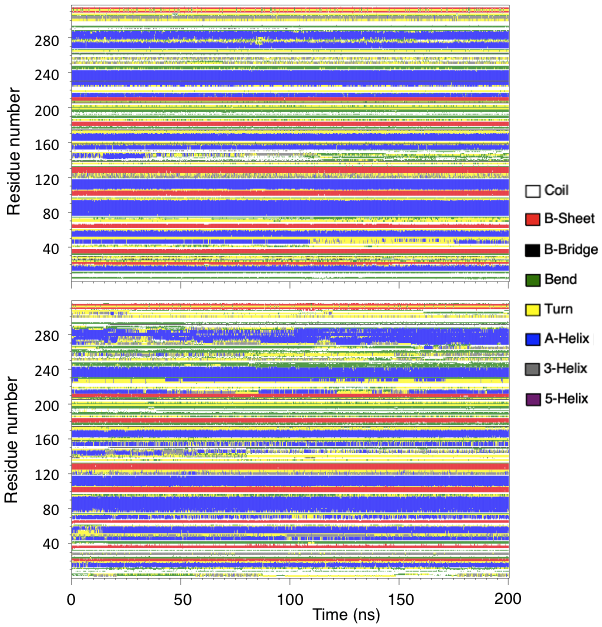 Residue number
280
240
200
160
120
80
40
Residue number
280
240
200
160
120
80
40
0
50
100
150
200
Time (ns)
Coil
B-Sheet
B-Bridge
Bend
Turn
A-Helix
3-Helix
5-Helix